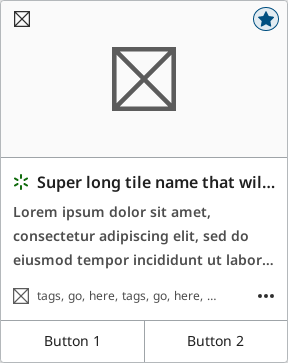 Super long tile name that wil...
Lorem ipsum dolor sit amet,
consectetur adipiscing elit, sed do
eiusmod tempor incididunt ut labor...
tags, go, here, tags, go, here, ...
Button 1
Button 2